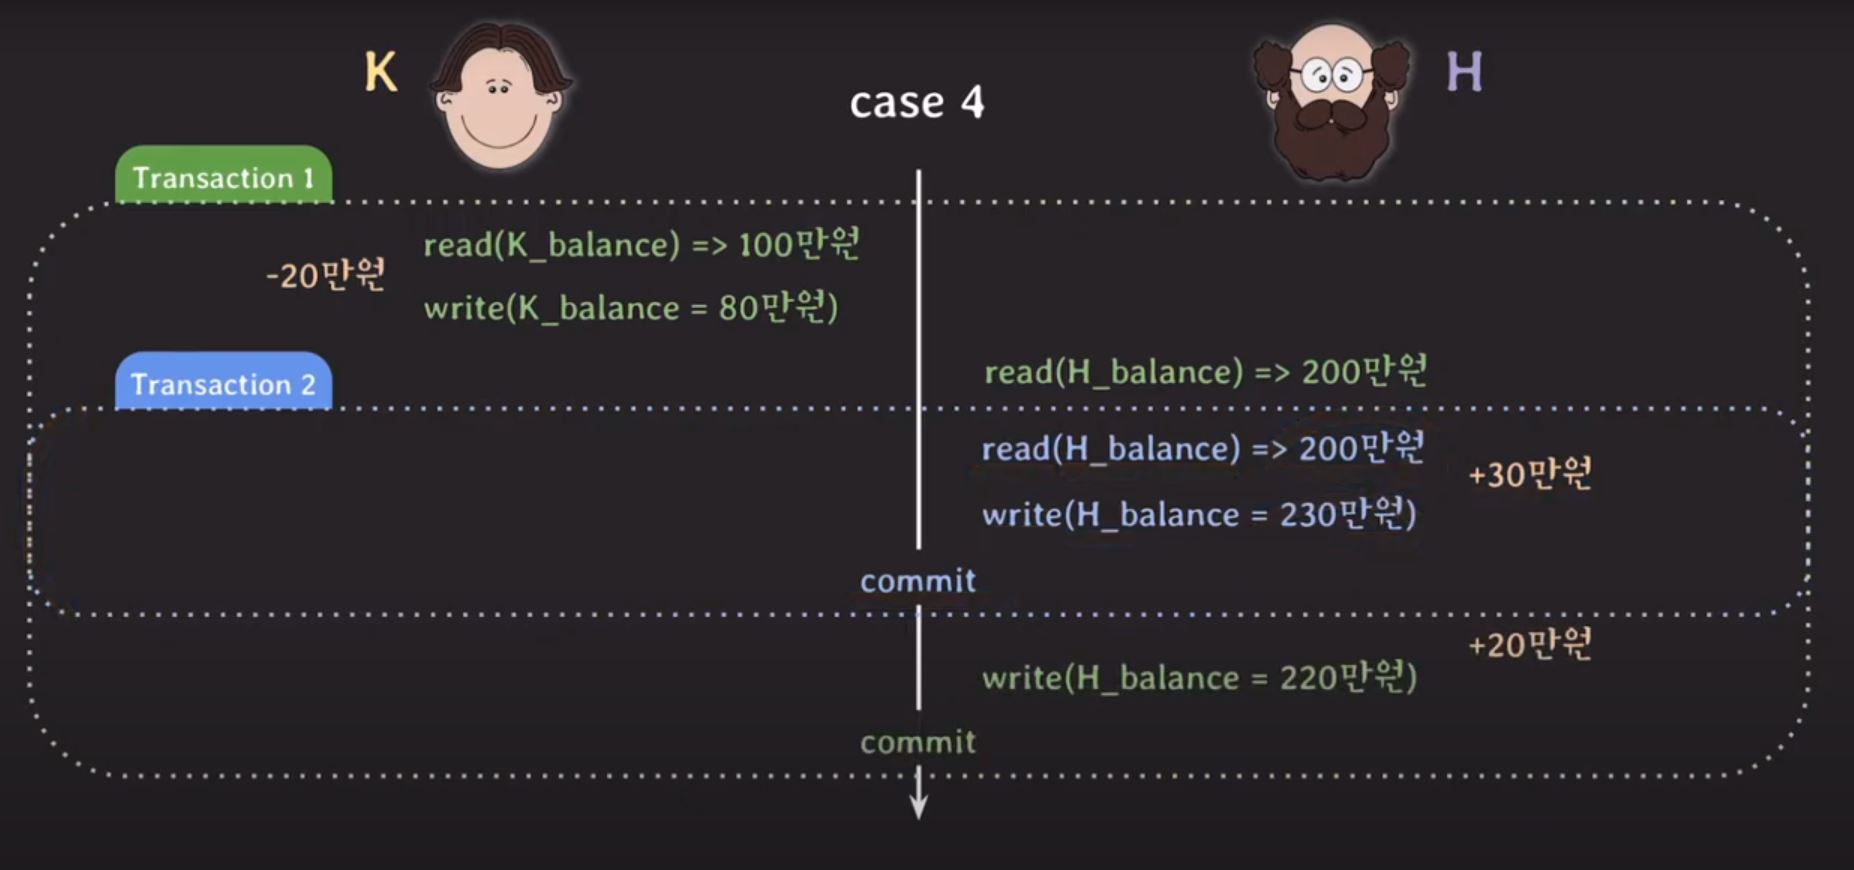 K
H
case 4
Transaction 1
read(K_balance) => 100만원
-20만원
write(K_balance = 80만원)
read(H_balance) => 200만원
Transaction 2
read(H_balance) => 200만원
+30만원
write(H_balance = 230만원)
commit
+20만원
write(H_balance = 220만원)
commit